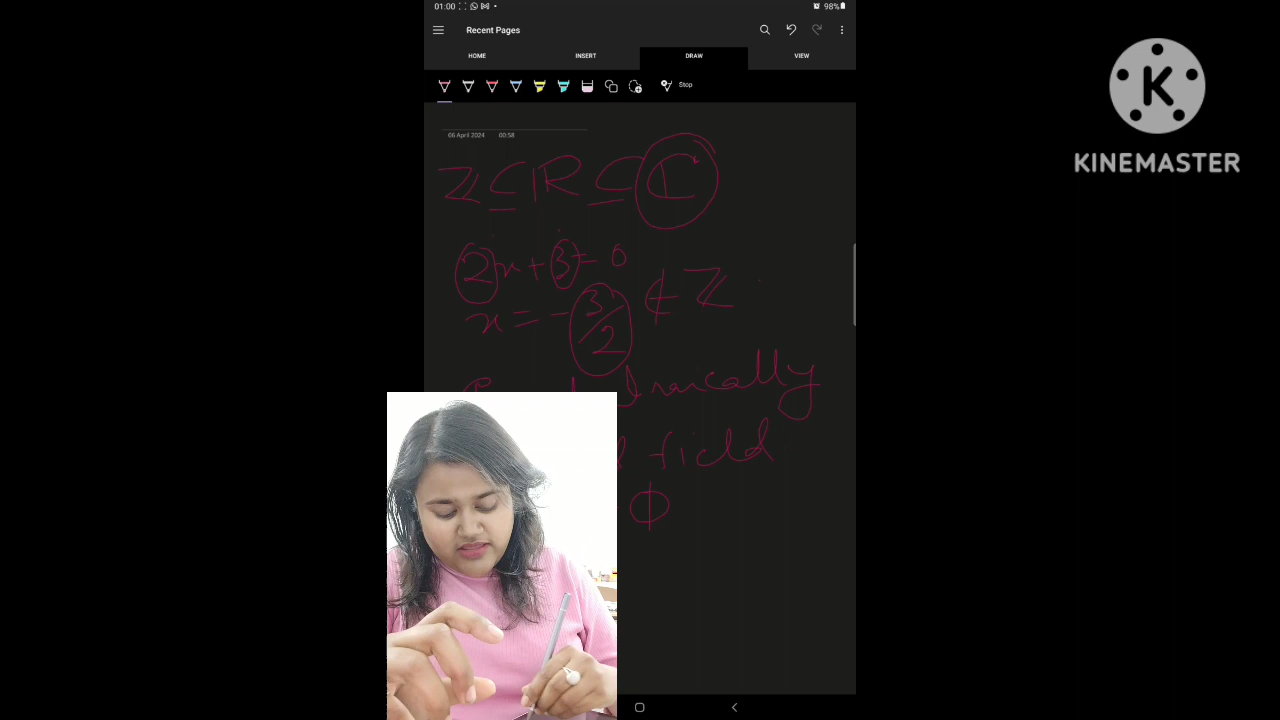 01:00 98%
Recent Pages
HOME INSERT DRAW VIEW
Stop
K
KINEMASTER
06 April 2024 00:58
ℤ ⊆ ℝ ⊆ ℂ
2x + 3 = 0
x = -3/2 ∉ ℤ
field
ϕ